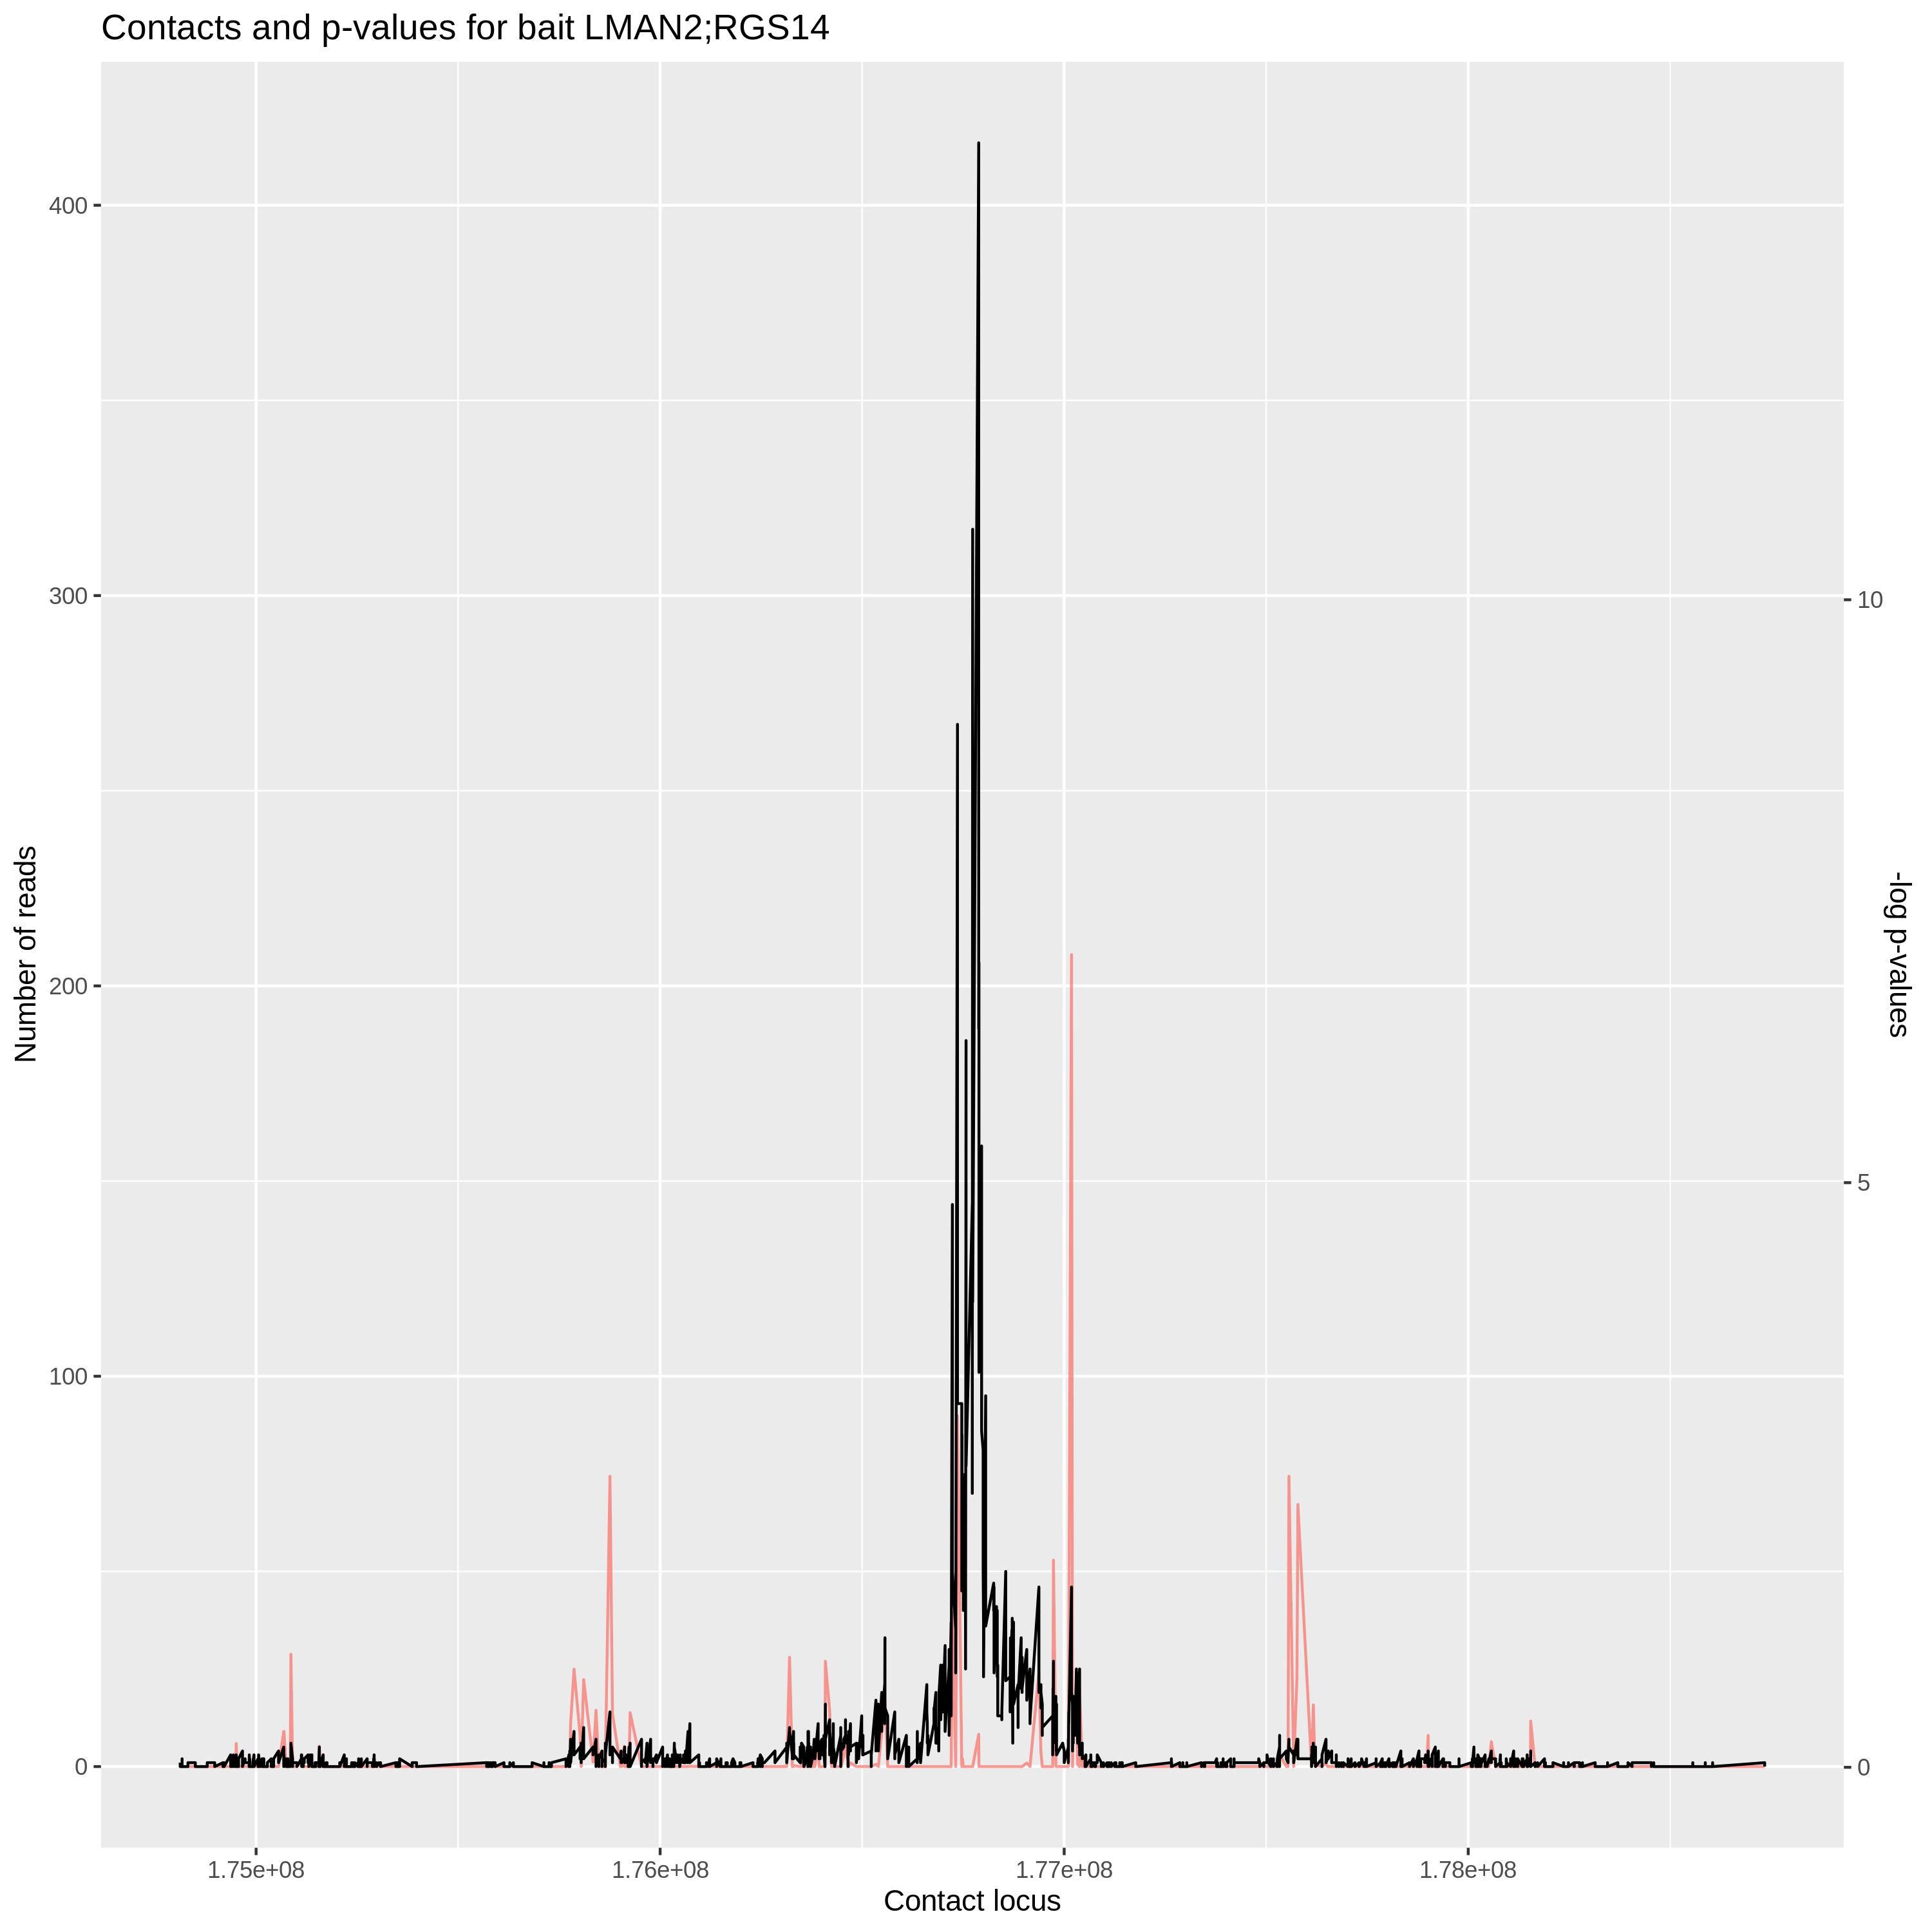 Contacts and p-values for bait LMAN2;RGS14
Number of reads
400
300
200
100
0
10
5
0
-log p-values
1.75e+08
1.76e+08
1.77e+08
1.78e+08
Contact locus